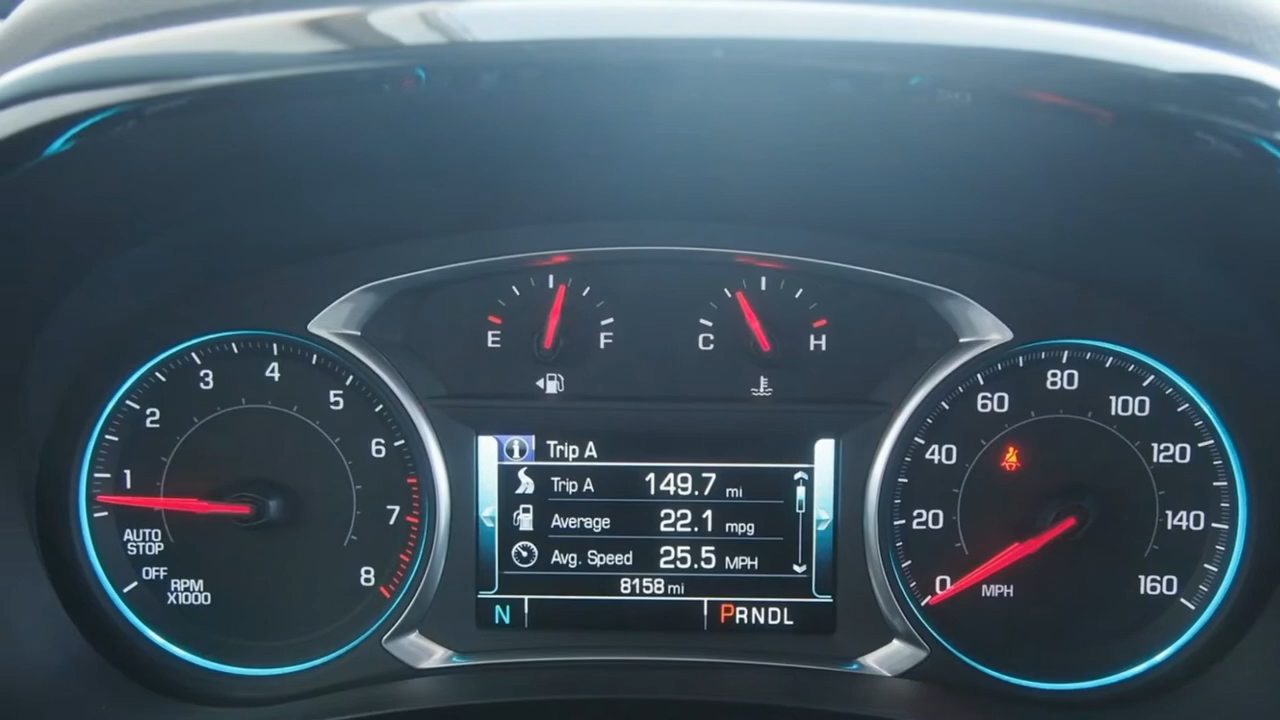 E F
C H
1 2 3 4 5 6 7 8
AUTO
STOP
OFF
RPM
X1000
i Trip A
Trip A 149.7 mi
Average 22.1 mpg
Avg. Speed 25.5 MPH
8158 mi
N PRNDL
0 20 40 60 80 100 120 140 160
MPH